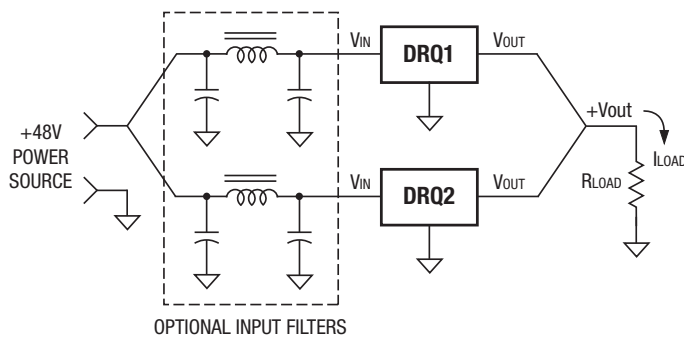 VIN
DRQ1
VOUT
+48V
POWER
SOURCE
+Vout
ILOAD
RLOAD
VIN
DRQ2
VOUT
OPTIONAL INPUT FILTERS